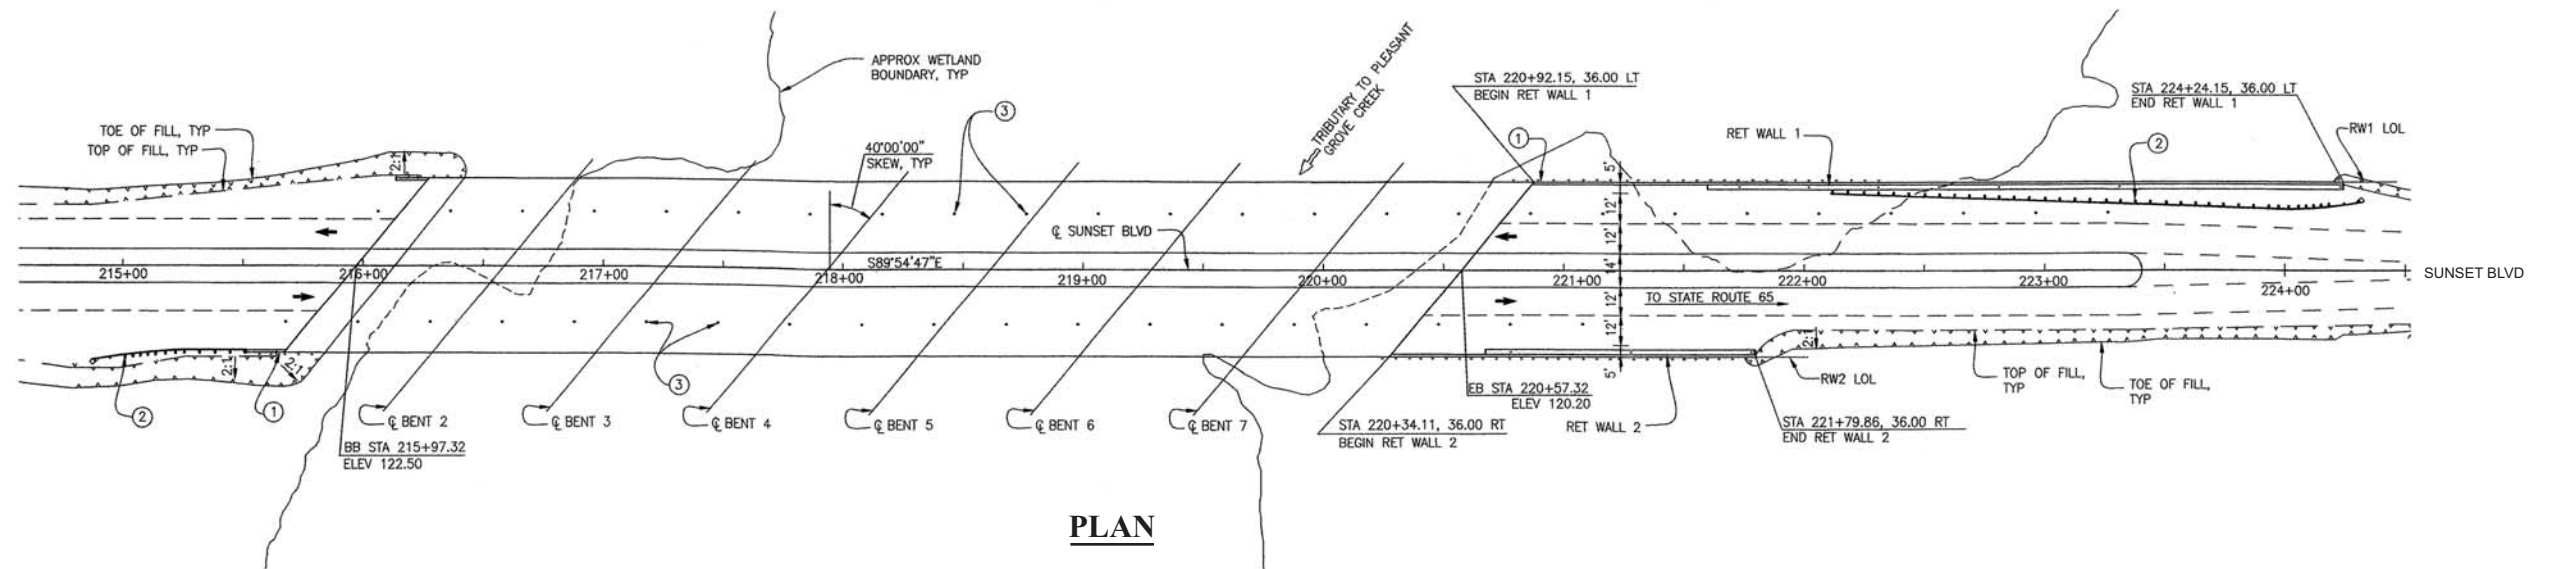 APPROX WETLAND
BOUNDARY, TYP
3
TRIBUTARY TO PLEASANT
GROVE CREEK
STA 220+92.15, 36.00 LT
BEGIN RET WALL 1
STA 224+24.15, 36.00 LT
END RET WALL 1
TOE OF FILL, TYP
TOP OF FILL, TYP
2:1
40°00'00"
SKEW, TYP
1
RET WALL 1
2
RW1 LOL
5'
12'
12'
14'
12'
12'
5'
℄ SUNSET BLVD
S89°54'47"E
215+00
216+00
217+00
218+00
219+00
220+00
221+00
222+00
223+00
224+00
SUNSET BLVD
TO STATE ROUTE 65
2:1
2:1
2:1
2
1
3
℄ BENT 2
℄ BENT 3
℄ BENT 4
℄ BENT 5
℄ BENT 6
℄ BENT 7
BB STA 215+97.32
ELEV 122.50
EB STA 220+57.32
ELEV 120.20
STA 220+34.11, 36.00 RT
BEGIN RET WALL 2
RET WALL 2
RW2 LOL
STA 221+79.86, 36.00 RT
END RET WALL 2
TOP OF FILL,
TYP
TOE OF FILL,
TYP
PLAN